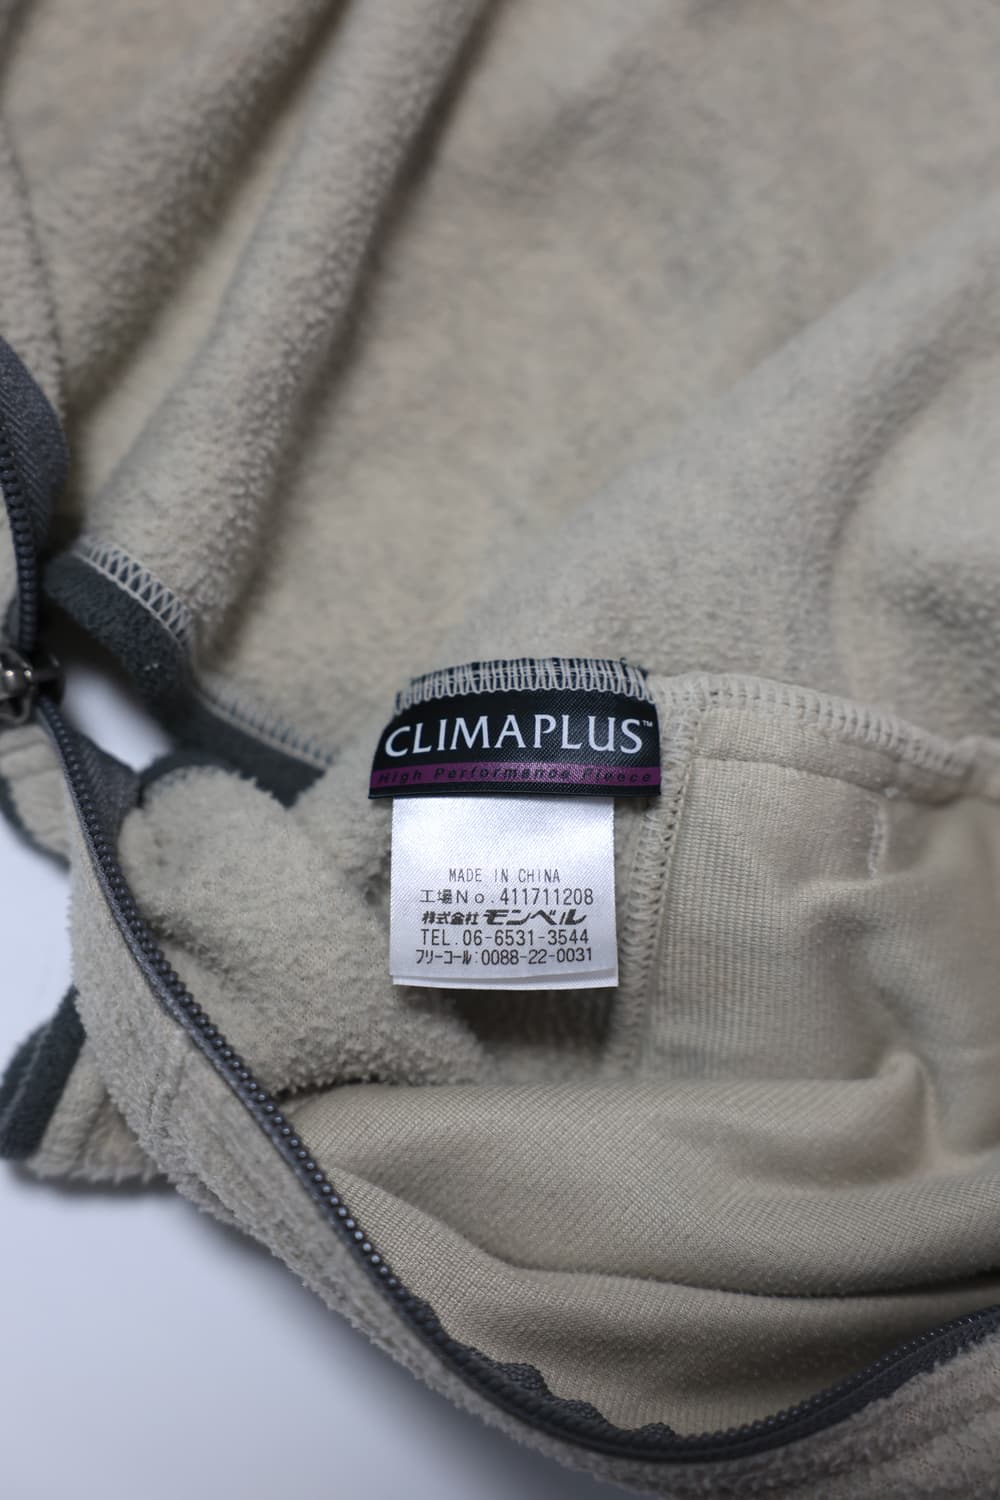 CLIMAPLUS™
High Performance Fleece
MADE IN CHINA
工場No.411711208
株式会社モンベル
TEL.06-6531-3544
フリーコール:0088-22-0031